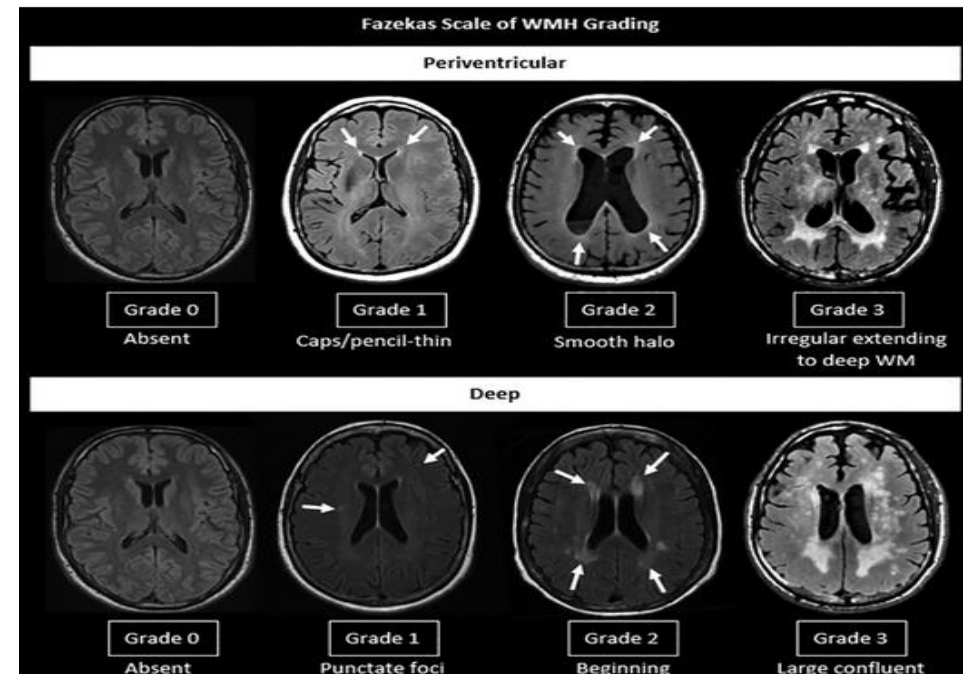 Fazekas Scale of WMH Grading
Periventricular
Grade 0
Absent
Grade 1
Caps/pencil-thin
Grade 2
Smooth halo
Grade 3
Irregular extending
to deep WM
Deep
Grade 0
Absent
Grade 1
Punctate foci
Grade 2
Beginning
Grade 3
Large confluent